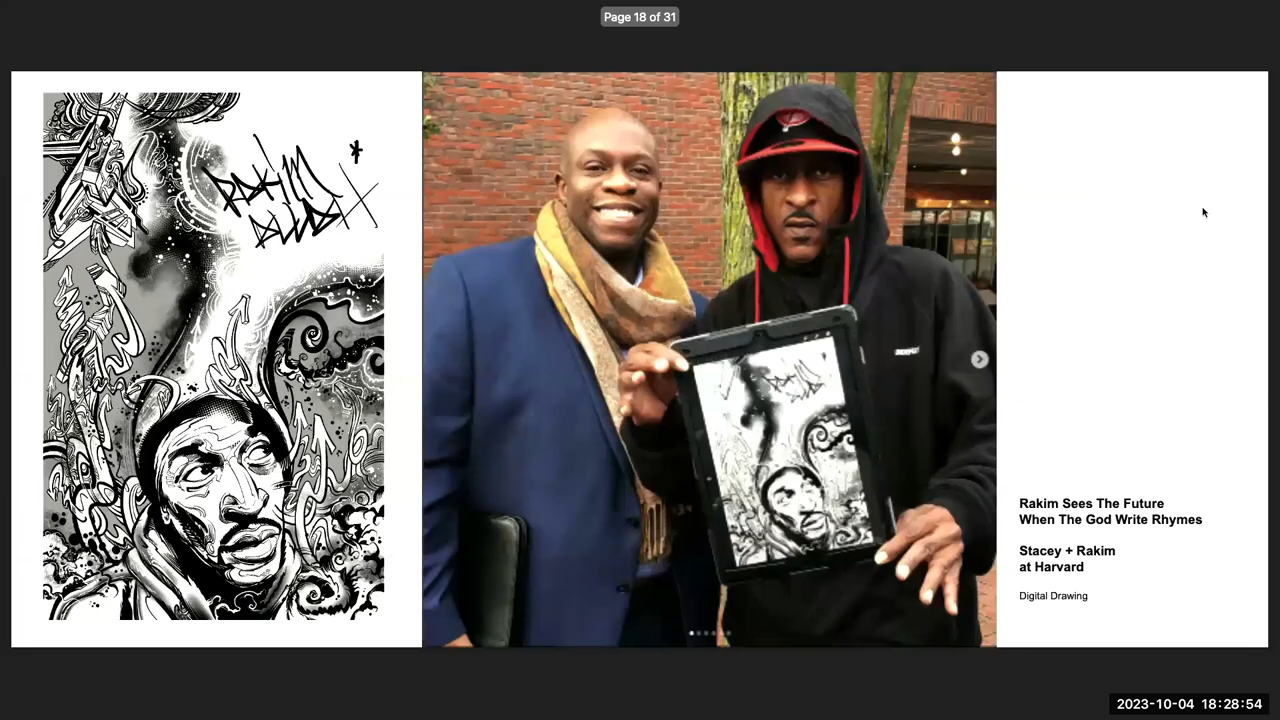 Page 18 of 31
RAKIM
Rakim Sees The Future
When The God Write Rhymes
Stacey + Rakim
at Harvard
Digital Drawing
2023-10-04 18:28:54